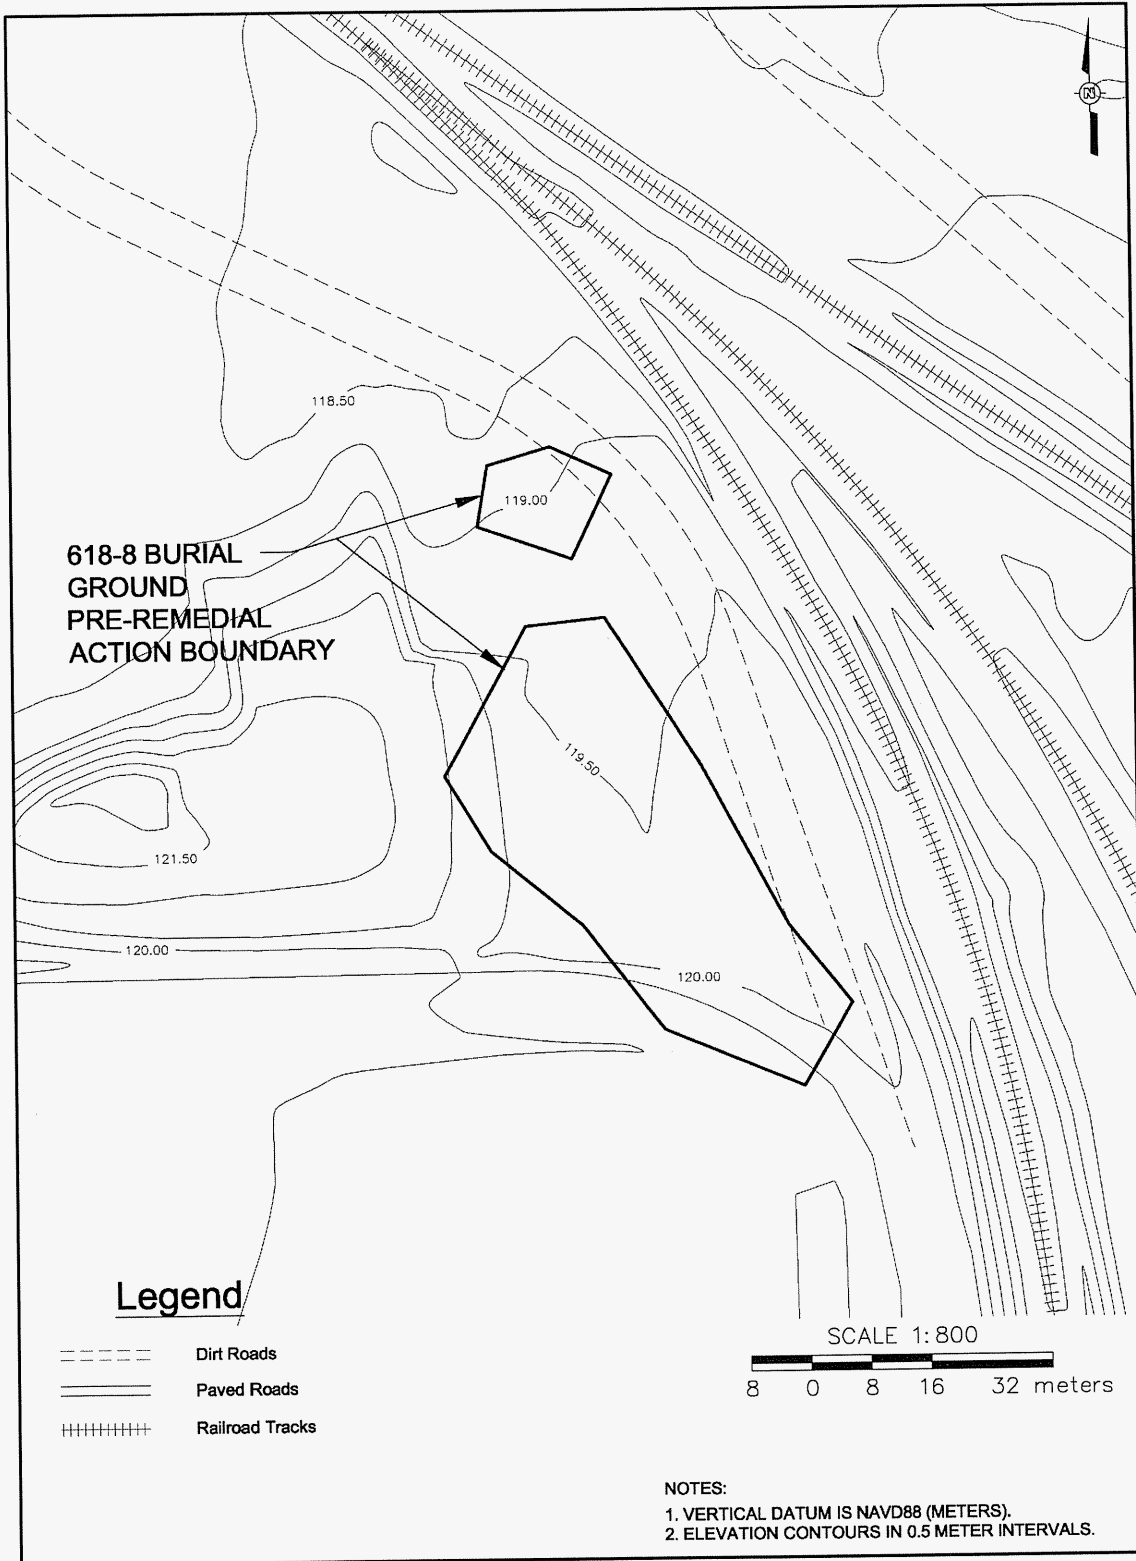 N
118.50
119.00
618-8 BURIAL
GROUND
PRE-REMEDIAL
ACTION BOUNDARY
119.50
121.50
120.00
120.00
Legend
Dirt Roads
Paved Roads
Railroad Tracks
SCALE 1:800
8 0 8 16 32 meters
NOTES:
1. VERTICAL DATUM IS NAVD88 (METERS).
2. ELEVATION CONTOURS IN 0.5 METER INTERVALS.